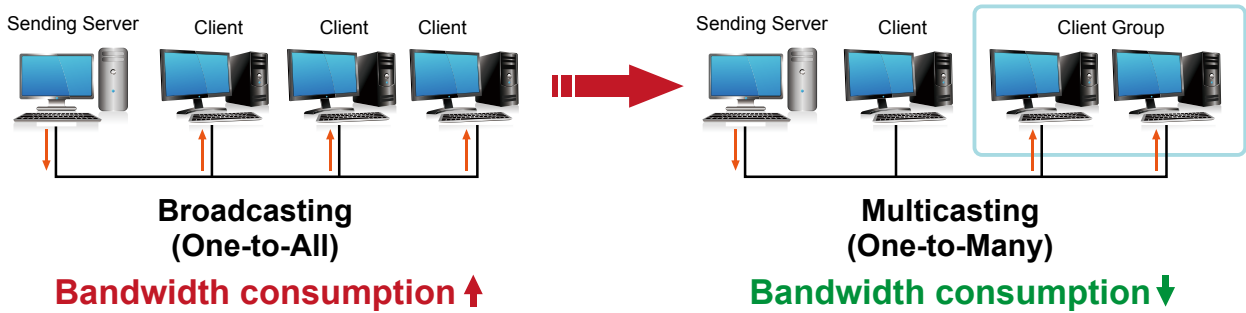 Sending Server
Client
Client
Client
Broadcasting
(One-to-All)
Bandwidth consumption
Sending Server
Client
Client Group
Multicasting
(One-to-Many)
Bandwidth consumption